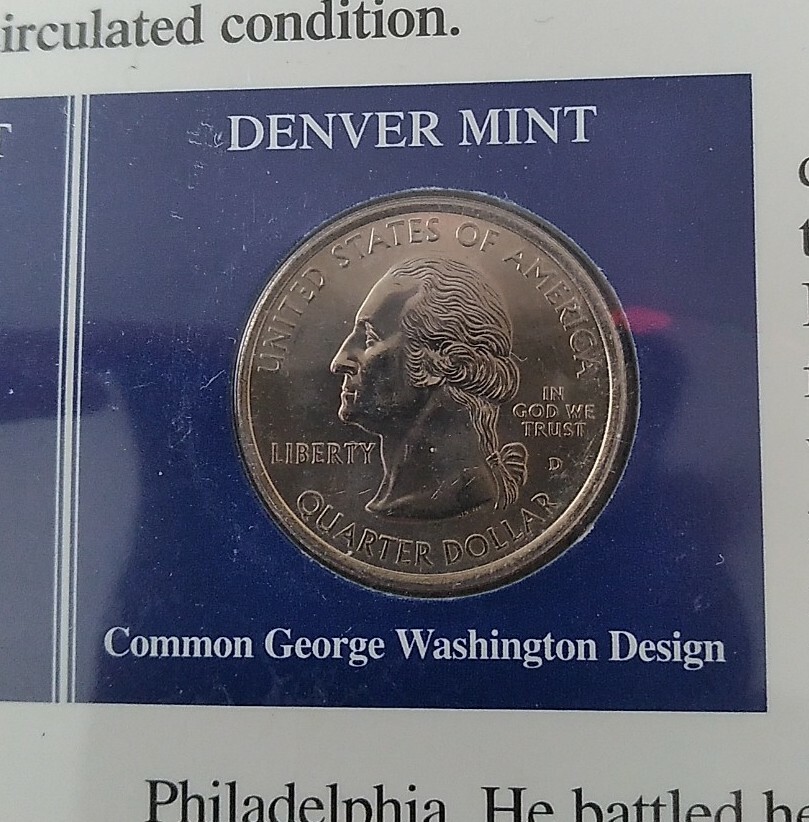 irculated condition.
DENVER MINT
UNITED STATES OF AMERICA
IN
GOD WE
TRUST
LIBERTY
D
QUARTER DOLLAR
Common George Washington Design
Philadelphia. He battled he